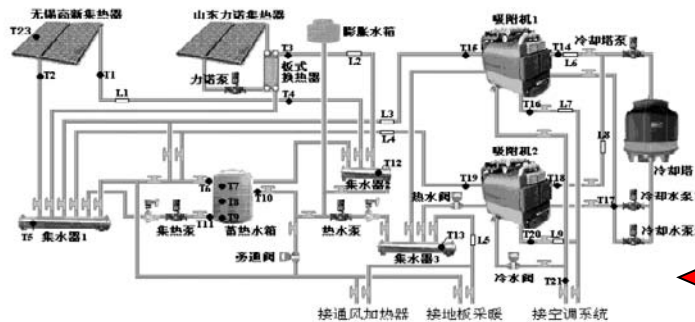 无锡高新集热器
T23
T2
T1
L1
山东力诺集热器
力诺泵
T3
板式
换热器
T4
膨胀水箱
L2
L3
L4
T15
吸附机1
T14
L6
冷却塔泵
T16
L7
L8
冷却塔
吸附机2
T19
T18
热水阀
T17
冷却水泵
冷却水泵
T20
L9
冷水阀
T21
T12
集水器
T6
T7
T8
T9
T10
T11
集热泵
蓄热水箱
热水泵
旁通阀
T5
集水器1
T13
集水器3
L5
接通风加热器
接地板采暖
接空调系统